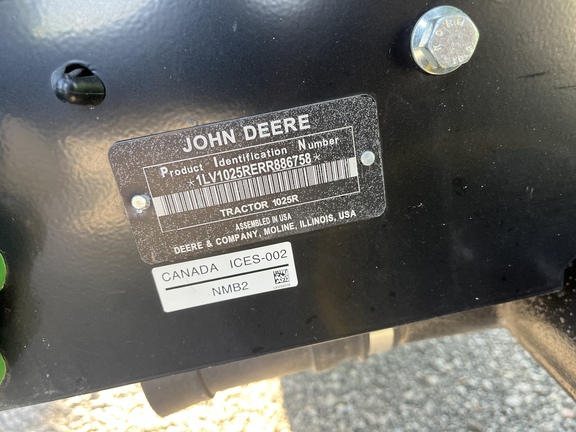 JOHN DEERE
Product Identification Number
*1LV1025RERR886758*
TRACTOR 1025R
ASSEMBLED IN USA
DEERE & COMPANY, MOLINE, ILLINOIS, USA
CANADA ICES-002
NMB2